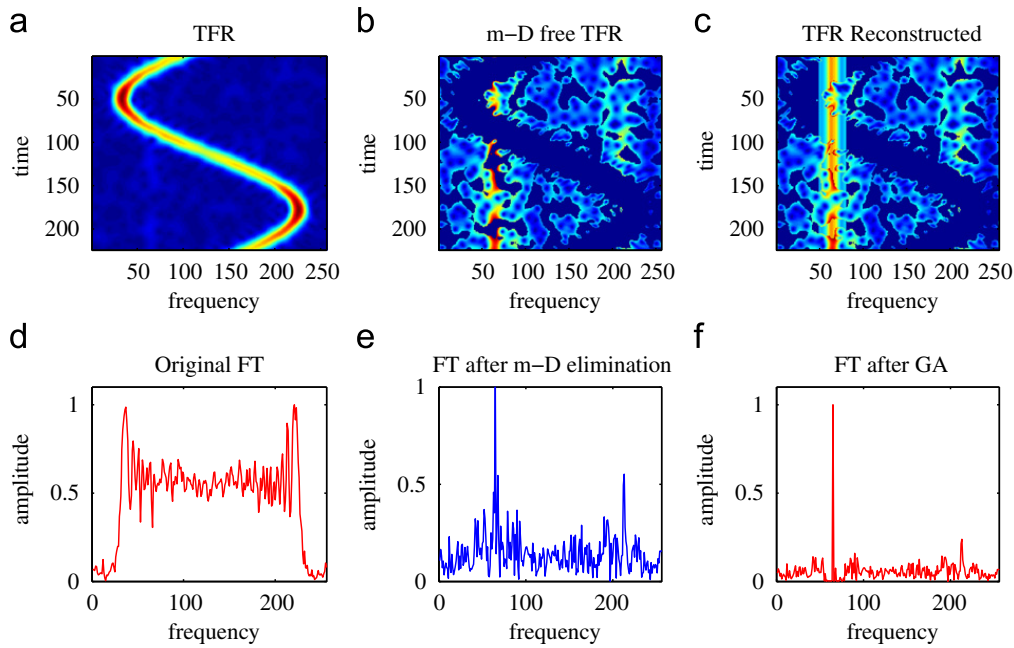 a
TFR
time
50
100
150
200
50 100 150 200 250
frequency
b
m−D free TFR
time
50
100
150
200
50 100 150 200 250
frequency
c
TFR Reconstructed
time
50
100
150
200
50 100 150 200 250
frequency
d
Original FT
amplitude
1
0.5
0
0 100 200
frequency
e
FT after m−D elimination
amplitude
1
0.5
0
0 100 200
frequency
f
FT after GA
amplitude
1
0.5
0
0 100 200
frequency